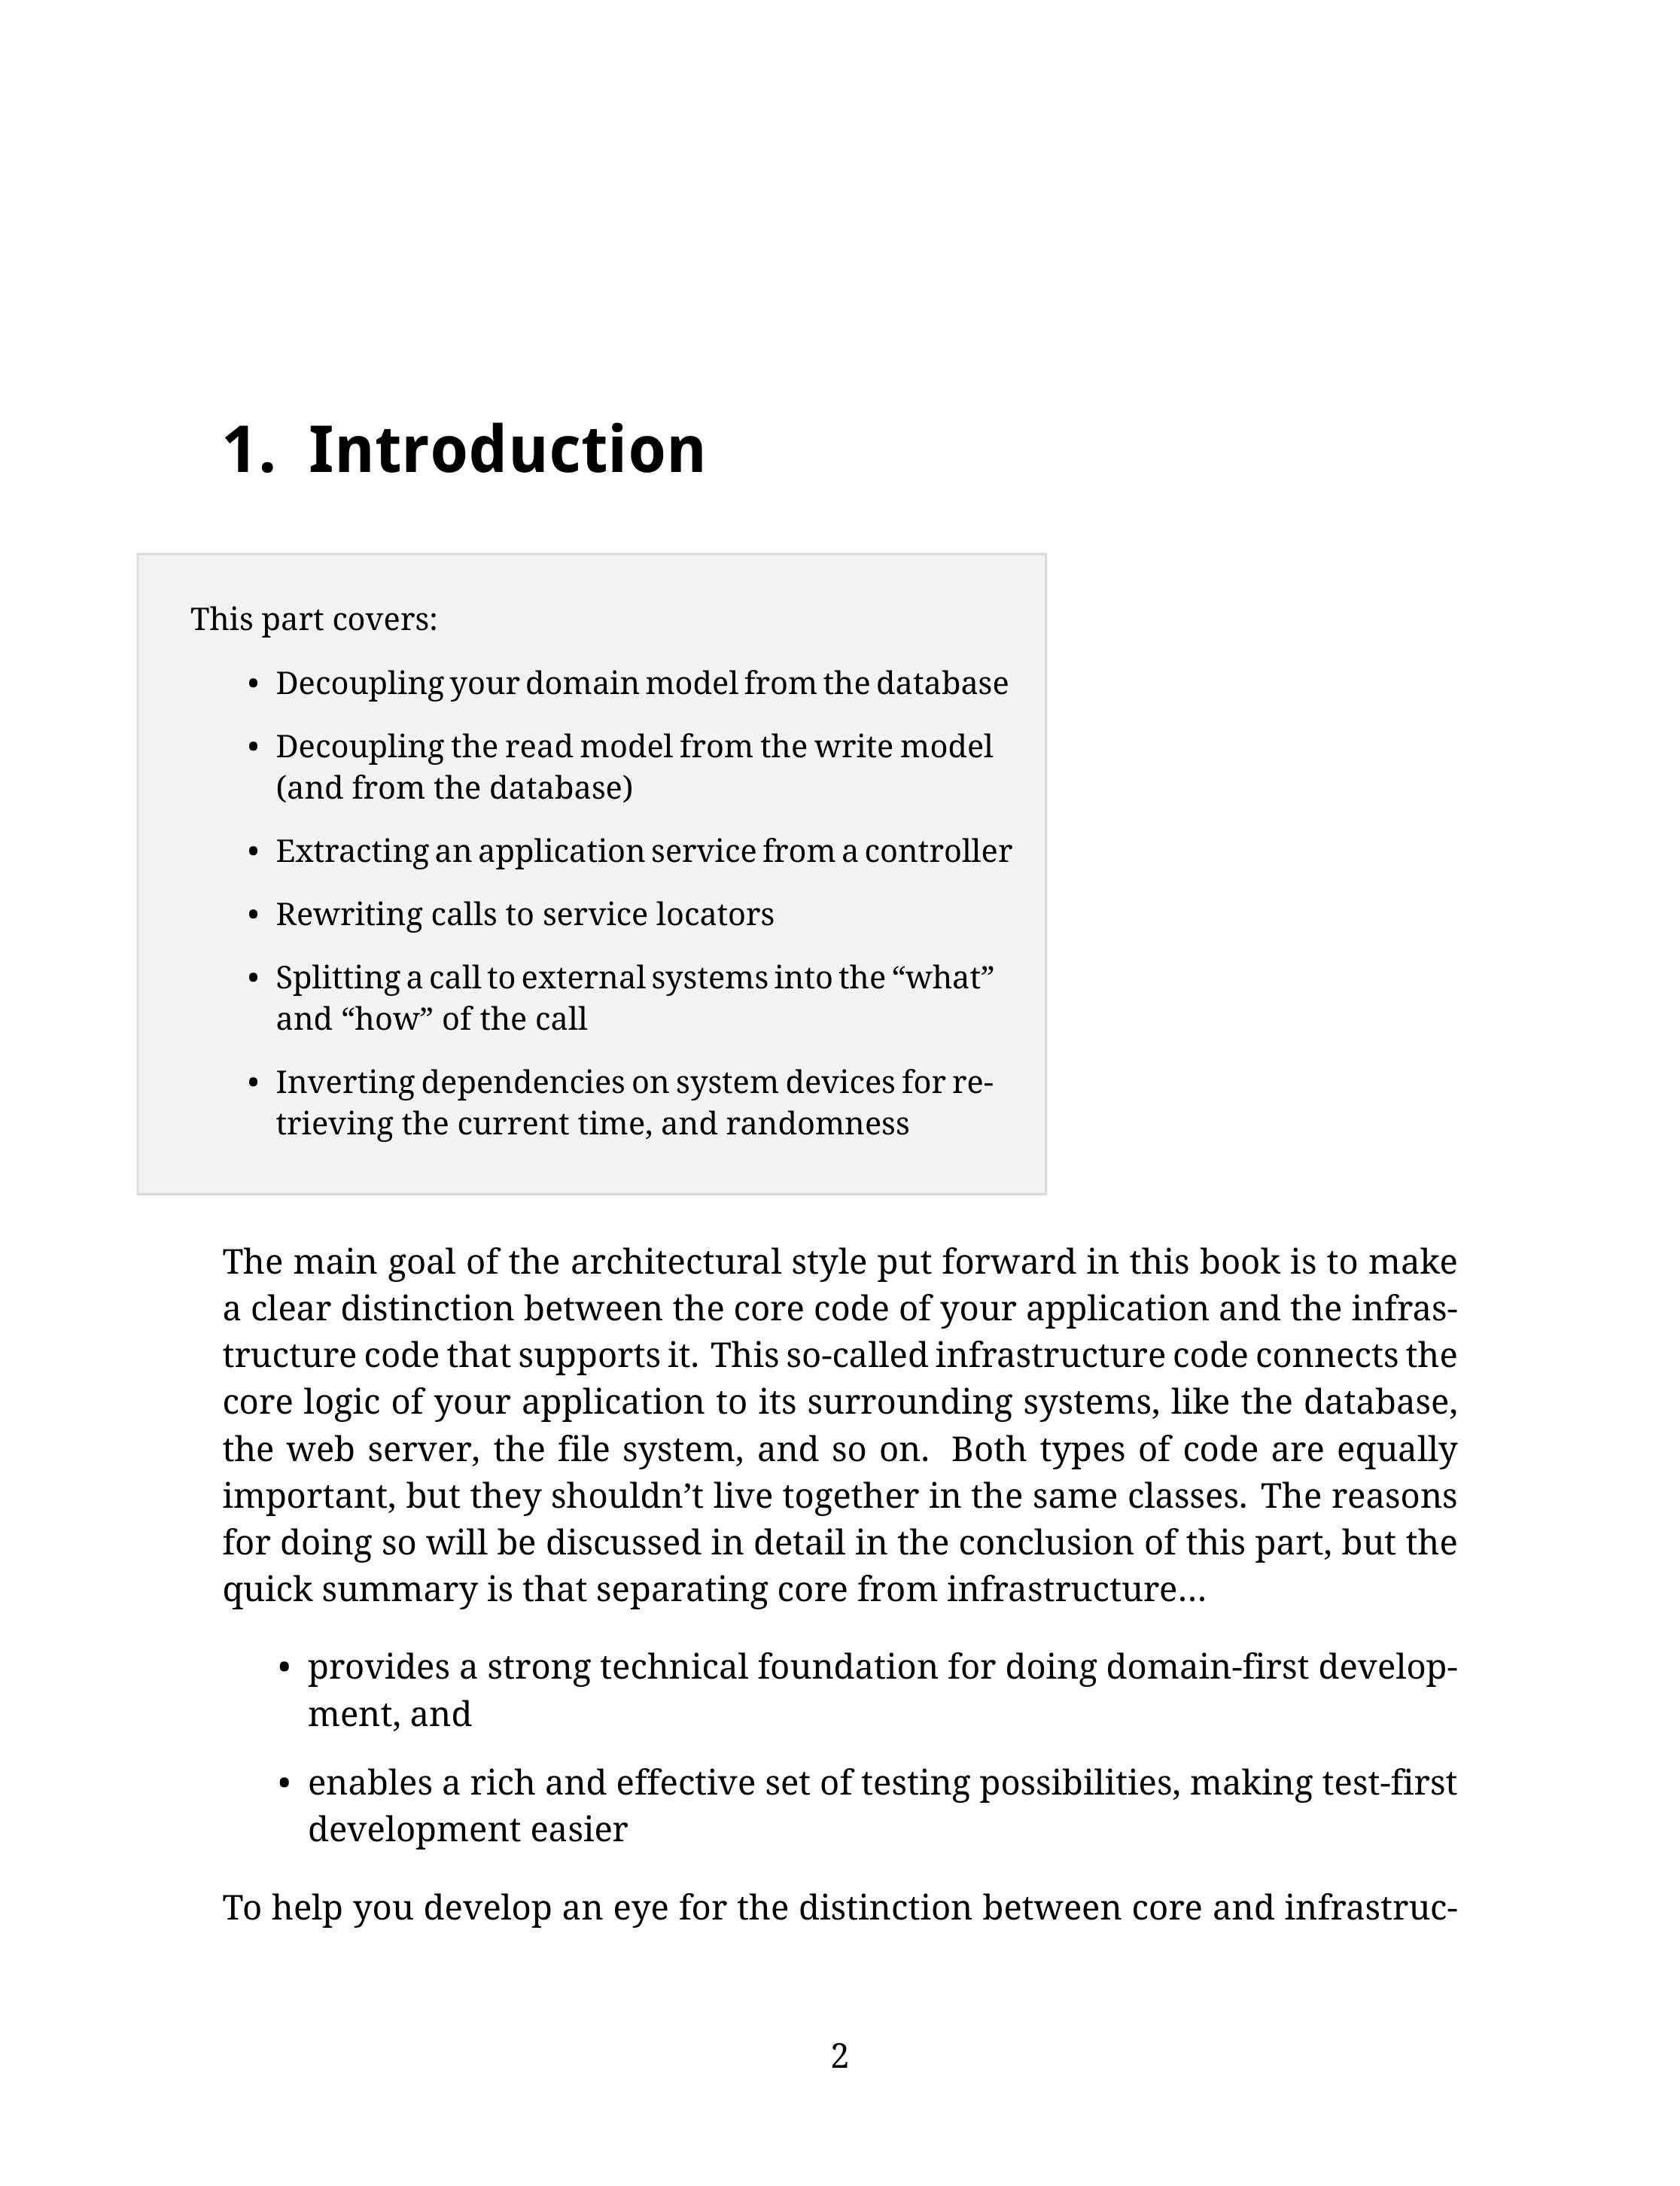 1. Introduction
This part covers:
• Decoupling your domain model from the database
• Decoupling the read model from the write model
(and from the database)
• Extracting an application service from a controller
• Rewriting calls to service locators
• Splitting a call to external systems into the “what”
and “how” of the call
• Inverting dependencies on system devices for re-
trieving the current time, and randomness
The main goal of the architectural style put forward in this book is to make
a clear distinction between the core code of your application and the infras-
tructure code that supports it. This so-called infrastructure code connects the
core logic of your application to its surrounding systems, like the database,
the web server, the file system, and so on. Both types of code are equally
important, but they shouldn’t live together in the same classes. The reasons
for doing so will be discussed in detail in the conclusion of this part, but the
quick summary is that separating core from infrastructure…
• provides a strong technical foundation for doing domain-first develop-
ment, and
• enables a rich and effective set of testing possibilities, making test-first
development easier
To help you develop an eye for the distinction between core and infrastruc-
2